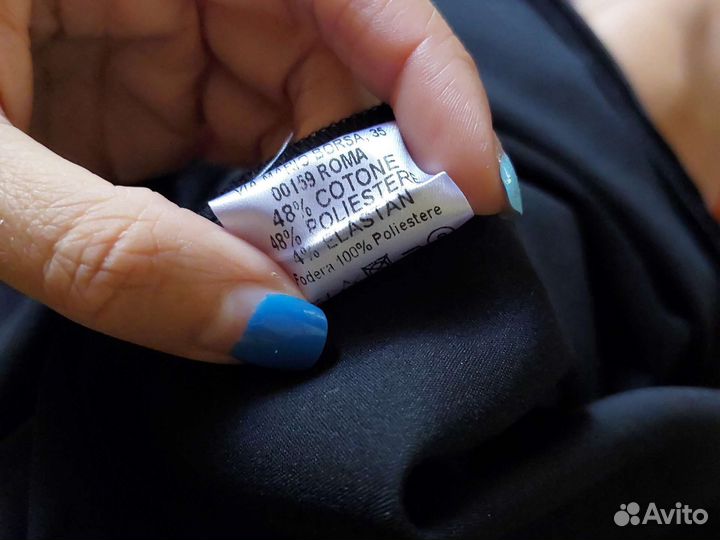 VIA MARIO BORSA, 35
00159 ROMA
48% COTONE
48% POLIESTERE
4% ELASTAN
Fodera 100% Poliestere
Avito